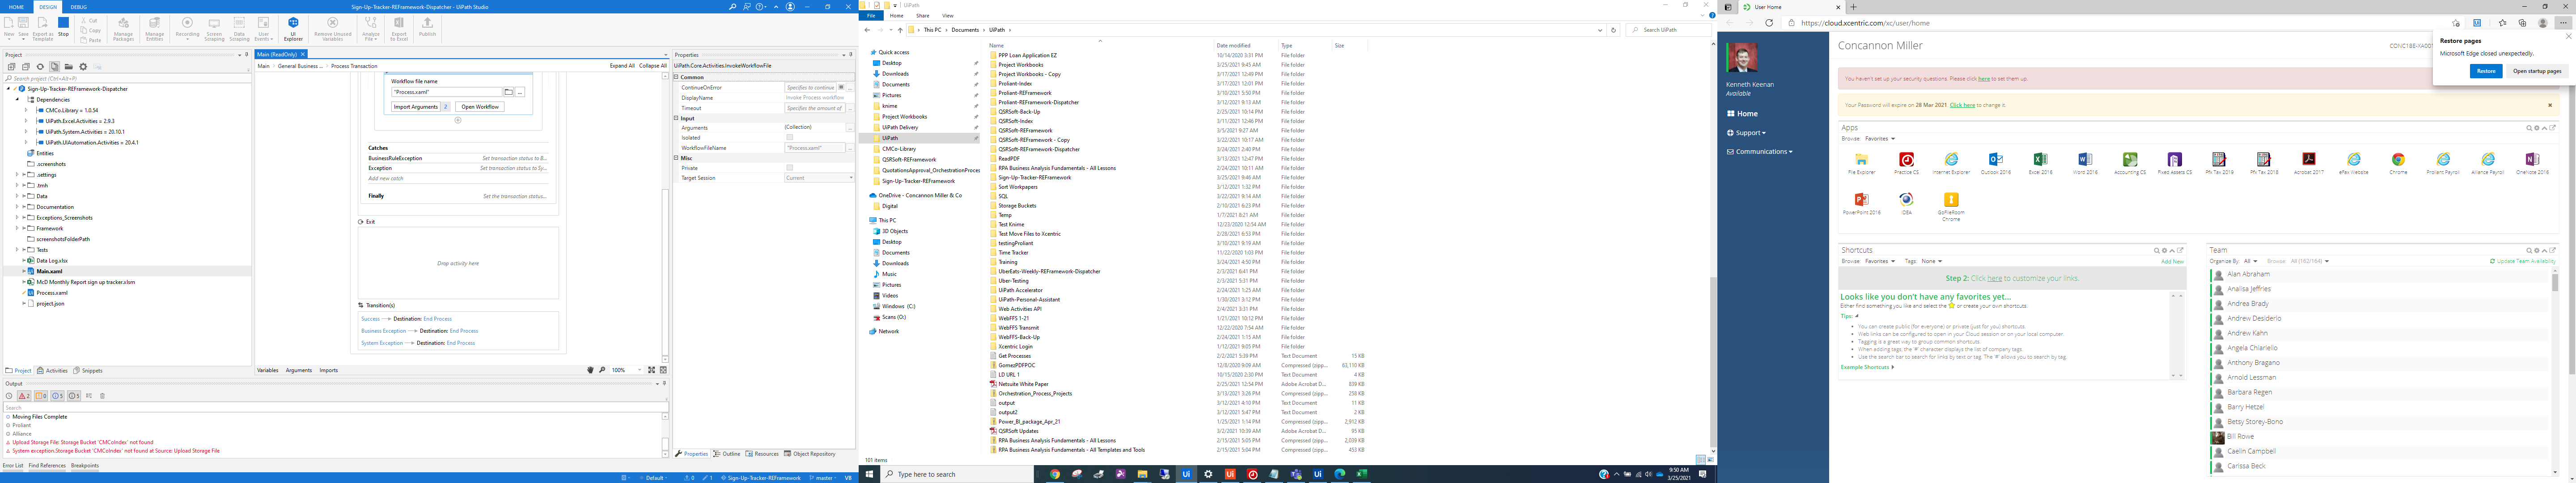 HOME
DESIGN
DEBUG
Sign-Up-Tracker-REFramework-Dispatcher - UiPath Studio
New
Save
Export as Template
Stop
Cut
Copy
Paste
Manage Packages
Manage Entities
Recording
Screen Scraping
Data Scraping
User Events
UI Explorer
Remove Unused Variables
Analyze File
Export to Excel
Publish
Project
Search project (Ctrl+Alt+P)
Sign-Up-Tracker-REFramework-Dispatcher
Dependencies
CMCo.Library = 1.0.54
UiPath.Excel.Activities = 2.9.3
UiPath.System.Activities = 20.10.1
UiPath.UIAutomation.Activities = 20.4.1
Entities
.screenshots
.settings
.tmh
Data
Documentation
Exceptions_Screenshots
Framework
screenshotsFolderPath
Tests
Data Log.xlsx
Main.xaml
McD Monthly Report sign up tracker.xlsm
Process.xaml
project.json
Project
Activities
Snippets
Main (ReadOnly)
Main
General Business ...
Process Transaction
Expand All
Collapse All
Workflow file name
"Process.xaml"
Import Arguments 2
Open Workflow
Catches
BusinessRuleException
Set transaction status to B...
Exception
Set transaction status to Sy...
Add new catch
Finally
Set the transaction status...
Exit
Drop activity here
Transition(s)
Success
Destination: End Process
Business Exception
Destination: End Process
System Exception
Destination: End Process
Variables
Arguments
Imports
100%
Properties
UiPath.Core.Activities.InvokeWorkflowFile
Common
ContinueOnError
Specifies to continue
DisplayName
Invoke Process workflow
Timeout
Specifies the amount of
Input
Arguments
(Collection)
Isolated
WorkflowFileName
"Process.xaml"
Misc
Private
Target Session
Current
Properties
Outline
Resources
Object Repository
Output
2
0
5
3
Search
Moving Files Complete
Proliant
Alliance
Upload Storage File: Storage Bucket 'CMCoIndex' not found
System exception.Storage Bucket 'CMCoIndex' not found at Source: Upload Storage File
Error List
Find References
Breakpoints
Default
0
1
Sign-Up-Tracker-REFramework
master
VB
UiPath
File
Home
Share
View
This PC
Documents
UiPath
Search UiPath
Quick access
Desktop
Downloads
Documents
Pictures
knime
Project Workbooks
UiPath Delivery
UiPath
CMCo-Library
QSRSoft-REFramework
QuotationsApproval_OrchestrationProces
Sign-Up-Tracker-REFramework
OneDrive - Concannon Miller & Co
Digital
This PC
3D Objects
Desktop
Documents
Downloads
Music
Pictures
Videos
Windows (C:)
Scans (O:)
Network
Name
Date modified
Type
Size
PPP Loan Application EZ 10/14/2020 3:31 PM File folder
Project Workbooks 3/25/2021 9:45 AM File folder
Project Workbooks - Copy 3/17/2021 12:49 PM File folder
Proliant-Index 3/17/2021 12:01 PM File folder
Proliant-REFramework 3/10/2021 5:50 PM File folder
Proliant-REFramework-Dispatcher 3/12/2021 9:13 AM File folder
QSRSoft-Back-Up 2/25/2021 10:14 PM File folder
QSRSoft-Index 3/11/2021 12:46 PM File folder
QSRSoft-REFramework 3/5/2021 9:27 AM File folder
QSRSoft-REFramework - Copy 3/22/2021 10:17 AM File folder
QSRSoft-REFramework-Dispatcher 3/24/2021 2:40 PM File folder
ReadPDF 3/15/2021 12:47 PM File folder
RPA Business Analysis Fundamentals - All Lessons 2/24/2021 10:11 AM File folder
Sign-Up-Tracker-REFramework 3/25/2021 9:46 AM File folder
Sort Workpapers 3/12/2021 1:32 PM File folder
SQL 3/22/2021 9:14 AM File folder
Storage Buckets 2/10/2021 6:23 PM File folder
Temp 1/7/2021 8:21 AM File folder
Test Knime 12/23/2020 12:54 AM File folder
Test Move Files to Xcentric 2/28/2021 6:53 PM File folder
testingProliant 3/10/2021 9:19 AM File folder
Time Tracker 11/22/2020 1:03 PM File folder
Training 3/24/2021 4:50 PM File folder
UberEats-Weekly-REFramework-Dispatcher 2/3/2021 6:41 PM File folder
Uber-Testing 2/3/2021 5:31 PM File folder
UiPath Accelerator 2/24/2021 1:25 AM File folder
UiPath-Personal-Assistant 1/30/2021 3:12 PM File folder
Web Activities API 2/4/2021 3:31 PM File folder
WebFFS 1-21 1/21/2021 10:12 PM File folder
WebFFS Transmit 12/22/2020 7:54 AM File folder
WebFFS-Back-Up 2/24/2021 1:15 AM File folder
Xcentric Login 1/12/2021 9:05 PM File folder
Get Processes 2/2/2021 5:39 PM Text Document 15 KB
GomezPDFPOC 12/8/2020 9:09 AM Compressed (zipp... 63,110 KB
LD URL 1 10/15/2020 2:30 PM Text Document 4 KB
Netsuite White Paper 2/25/2021 12:54 PM Adobe Acrobat D... 839 KB
Orchestration_Process_Projects 3/13/2021 3:26 PM Compressed (zipp... 258 KB
output 3/12/2021 4:10 PM Text Document 11 KB
output2 3/12/2021 5:47 PM Text Document 2 KB
Power_BI_package_Apr_21 1/25/2021 1:14 PM Compressed (zipp... 2,912 KB
QSRSoft Updates 3/2/2021 10:39 AM Adobe Acrobat D... 95 KB
RPA Business Analysis Fundamentals - All Lessons 2/15/2021 5:05 PM Compressed (zipp... 2,039 KB
RPA Business Analysis Fundamentals - All Templates and Tools 2/15/2021 5:04 PM Compressed (zipp... 453 KB
101 items
Type here to search
9:50 AM
3/25/2021
User Home
https://cloud.xcentric.com/xc/user/home
Restore pages
Microsoft Edge closed unexpectedly.
Restore
Open startup pages
Kenneth Keenan
Available
Home
Support
Communications
Concannon Miller
You haven't set up your security questions. Please click here to set them up.
Your Password will expire on 28 Mar 2021. Click here to change it.
Apps
Browse: Favorites
File Explorer
Practice CS
Internet Explorer
Outlook 2016
Excel 2016
Word 2016
Accounting CS
Fixed Assets CS
Pfx Tax 2019
Pfx Tax 2018
Acrobat 2017
ePax Website
Chrome
Proliant Payroll
Alliance Payroll
OneNote 2016
PowerPoint 2016
IDEA
GoFileRoom Chrome
Shortcuts
Browse: Favorites
Tags: None
Add New
Step 2: Click here to customize your links.
Looks like you don't have any favorites yet...
Either find something you like and select the or create your own shortcuts.
Tips:
You can create public (for everyone) or private (just for you) shortcuts.
Web links can be configured to open in your Cloud session or on your local computer.
Tagging is a great way to group common shortcuts.
When adding tags, the '#' character displays the list of company tags.
Use the search bar to search for links by text or tag. The '#' allows you to search by tag.
Example Shortcuts
Team
Organize By: All
Browse: All (162/164)
Update Team Availability
Alan Abraham
Analisa Jeffries
Andrea Brady
Andrew Desiderio
Andrew Kahn
Angela Chiariello
Anthony Bragano
Arnold Lessman
Barbara Regen
Barry Hetzel
Betsy Storey-Bono
Bill Rowe
Caelin Campbell
Carissa Beck